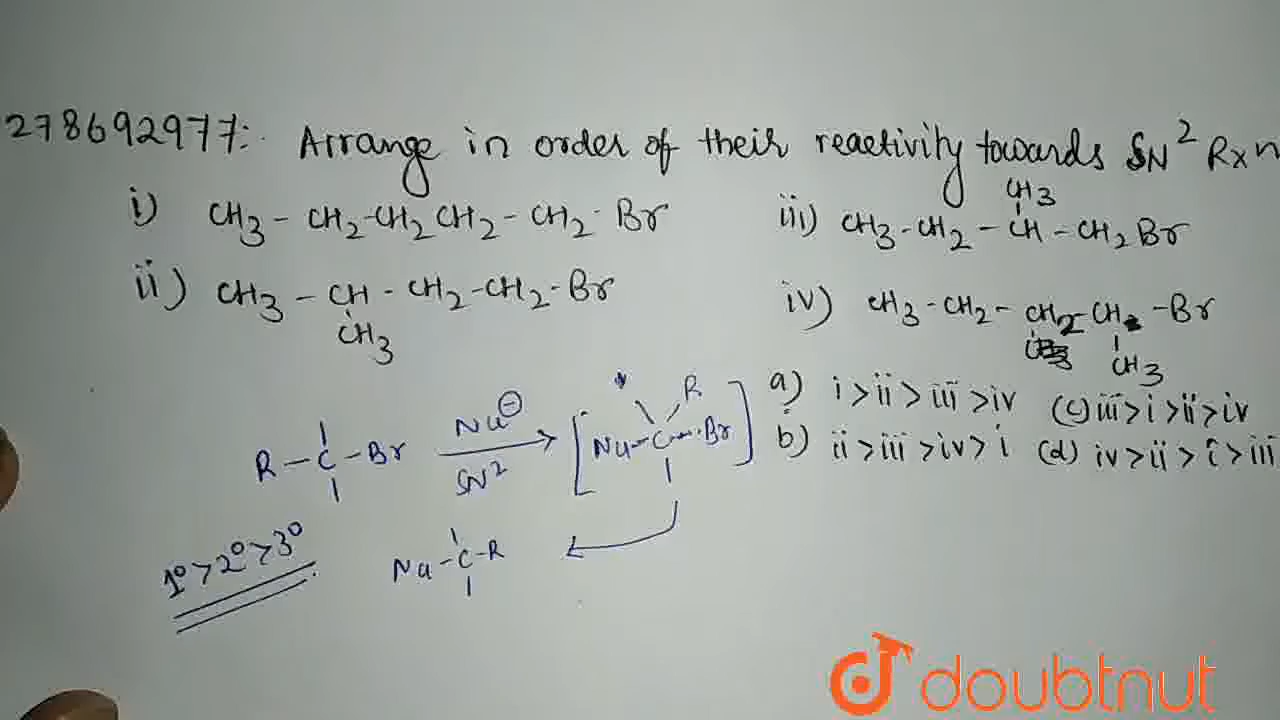 278692977:. Arrange in order of their reactivity towards SN² Rxn
i) CH₃ - CH₂-CH₂ CH₂ - CH₂ - Br
CH₃
iii) CH₃-CH₂ - CH - CH₂Br
ii) CH₃ - CH - CH₂-CH₂-Br
CH₃
iv) CH₃-CH₂- CH₂ CH - Br
CH₃
a) i > ii > iii > iv (c) iii > i > ii > iv
b) ii > iii > iv > i (d) iv > ii > i > iii
R - C - Br Nu⊖ SN² [Nu - C ... Br] R
1° > 2° > 3°
Nu - C - R
doubtnut